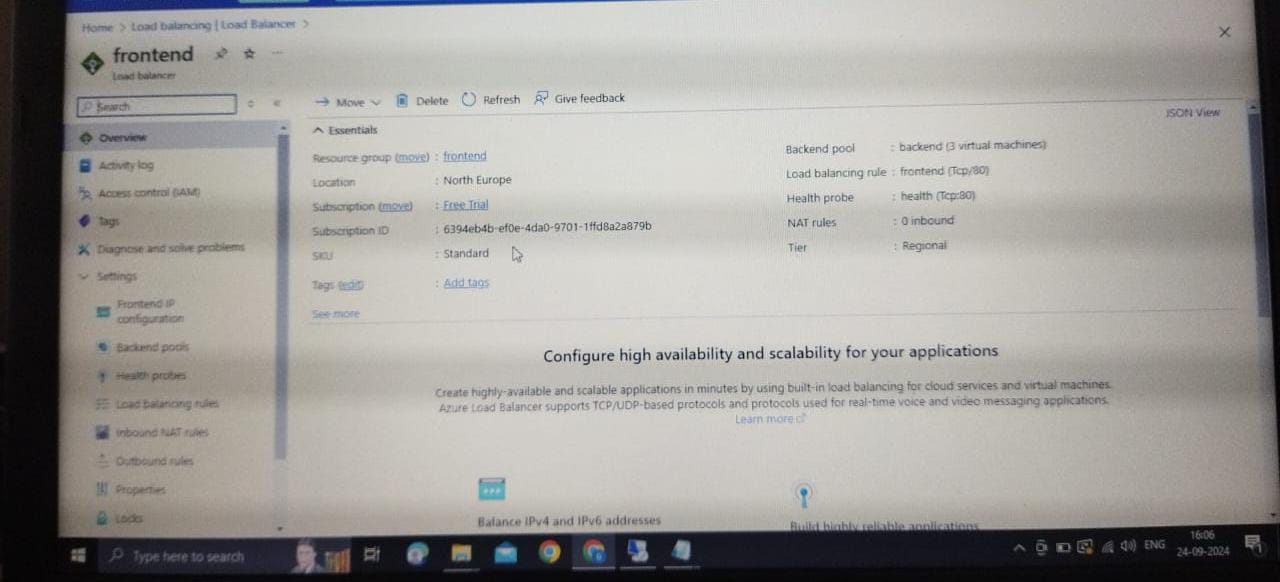 Home > Load balancing | Load Balancer >
frontend
Load balancer
Search
Move
Delete
Refresh
Give feedback
JSON View
Overview
Activity log
Access control (IAM)
Tags
Diagnose and solve problems
Settings
Frontend IP
configuration
Backend pools
Health probes
Load balancing rules
Inbound NAT rules
Outbound rules
Properties
Locks
Essentials
Resource group (move) : frontend
Location : North Europe
Subscription (move) : Free Trial
Subscription ID : 6394eb4b-ef0e-4da0-9701-1ffd8a2a879b
SKU : Standard
Tags (edit) : Add tags
See more
Backend pool : backend (3 virtual machines)
Load balancing rule : frontend (Tcp/80)
Health probe : health (Tcp:80)
NAT rules : 0 inbound
Tier : Regional
Configure high availability and scalability for your applications
Create highly-available and scalable applications in minutes by using built-in load balancing for cloud services and virtual machines.
Azure Load Balancer supports TCP/UDP-based protocols and protocols used for real-time voice and video messaging applications.
Learn more
Balance IPv4 and IPv6 addresses
Build highly reliable applications
Type here to search
ENG
16:06
24-09-2024
1